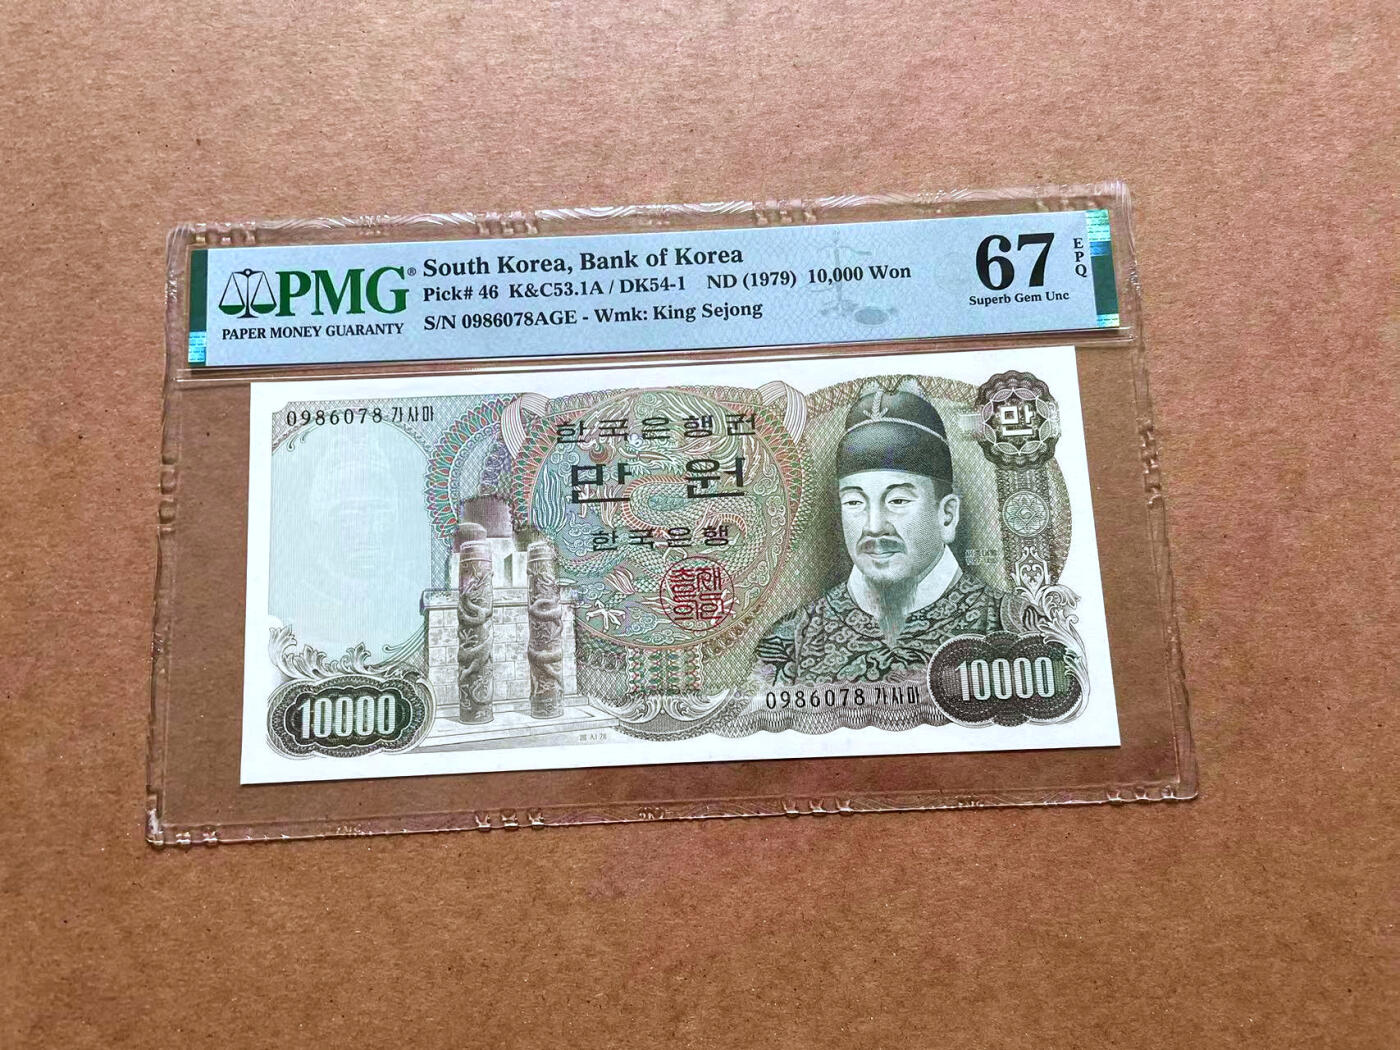 PMG®
PAPER MONEY GUARANTY
South Korea, Bank of Korea
Pick# 46 K&C53.1A / DK54-1 ND (1979) 10,000 Won
S/N 0986078AGE - Wmk: King Sejong
67
EPQ
Superb Gem Unc
0986078 가사마
한국은행권
만원
한국은행
만
10000
0986078 가사마
10000